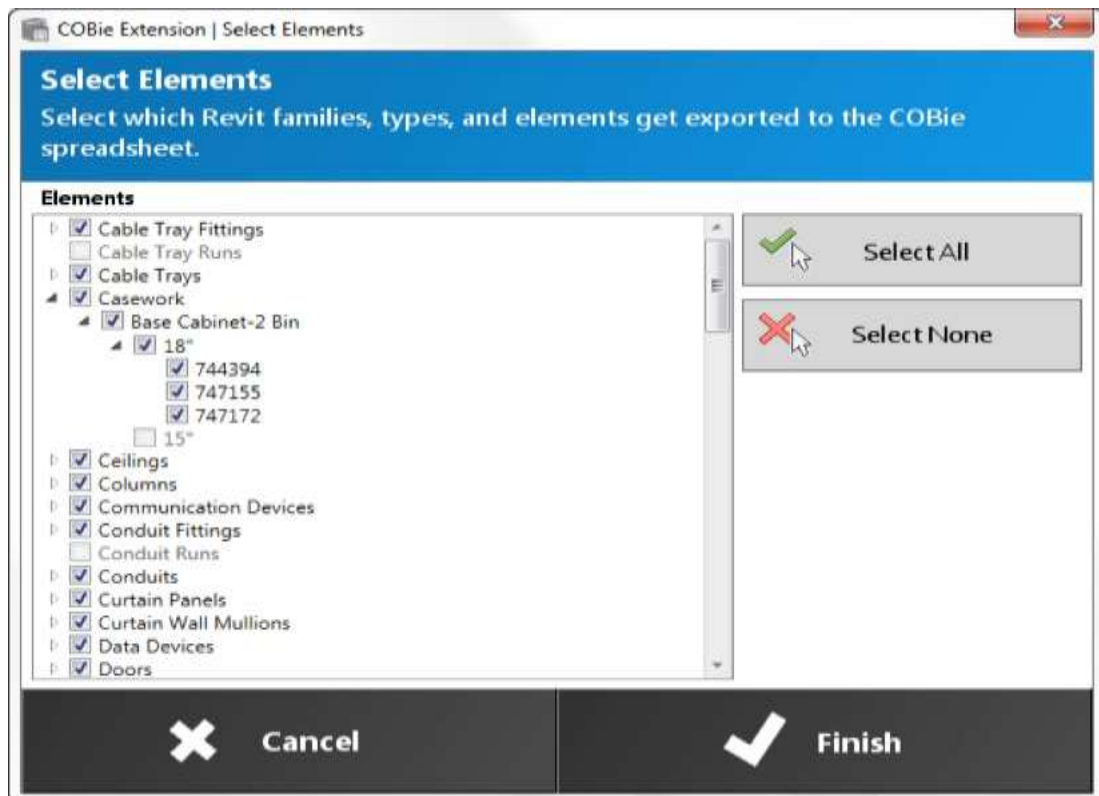 COBie Extension | Select Elements
Select Elements
Select which Revit families, types, and elements get exported to the COBie
spreadsheet.
Elements
Cable Tray Fittings
Cable Tray Runs
Cable Trays
Casework
Base Cabinet-2 Bin
18"
744394
747155
747172
15"
Ceilings
Columns
Communication Devices
Conduit Fittings
Conduit Runs
Conduits
Curtain Panels
Curtain Wall Mullions
Data Devices
Doors
Select All
Select None
Cancel
Finish